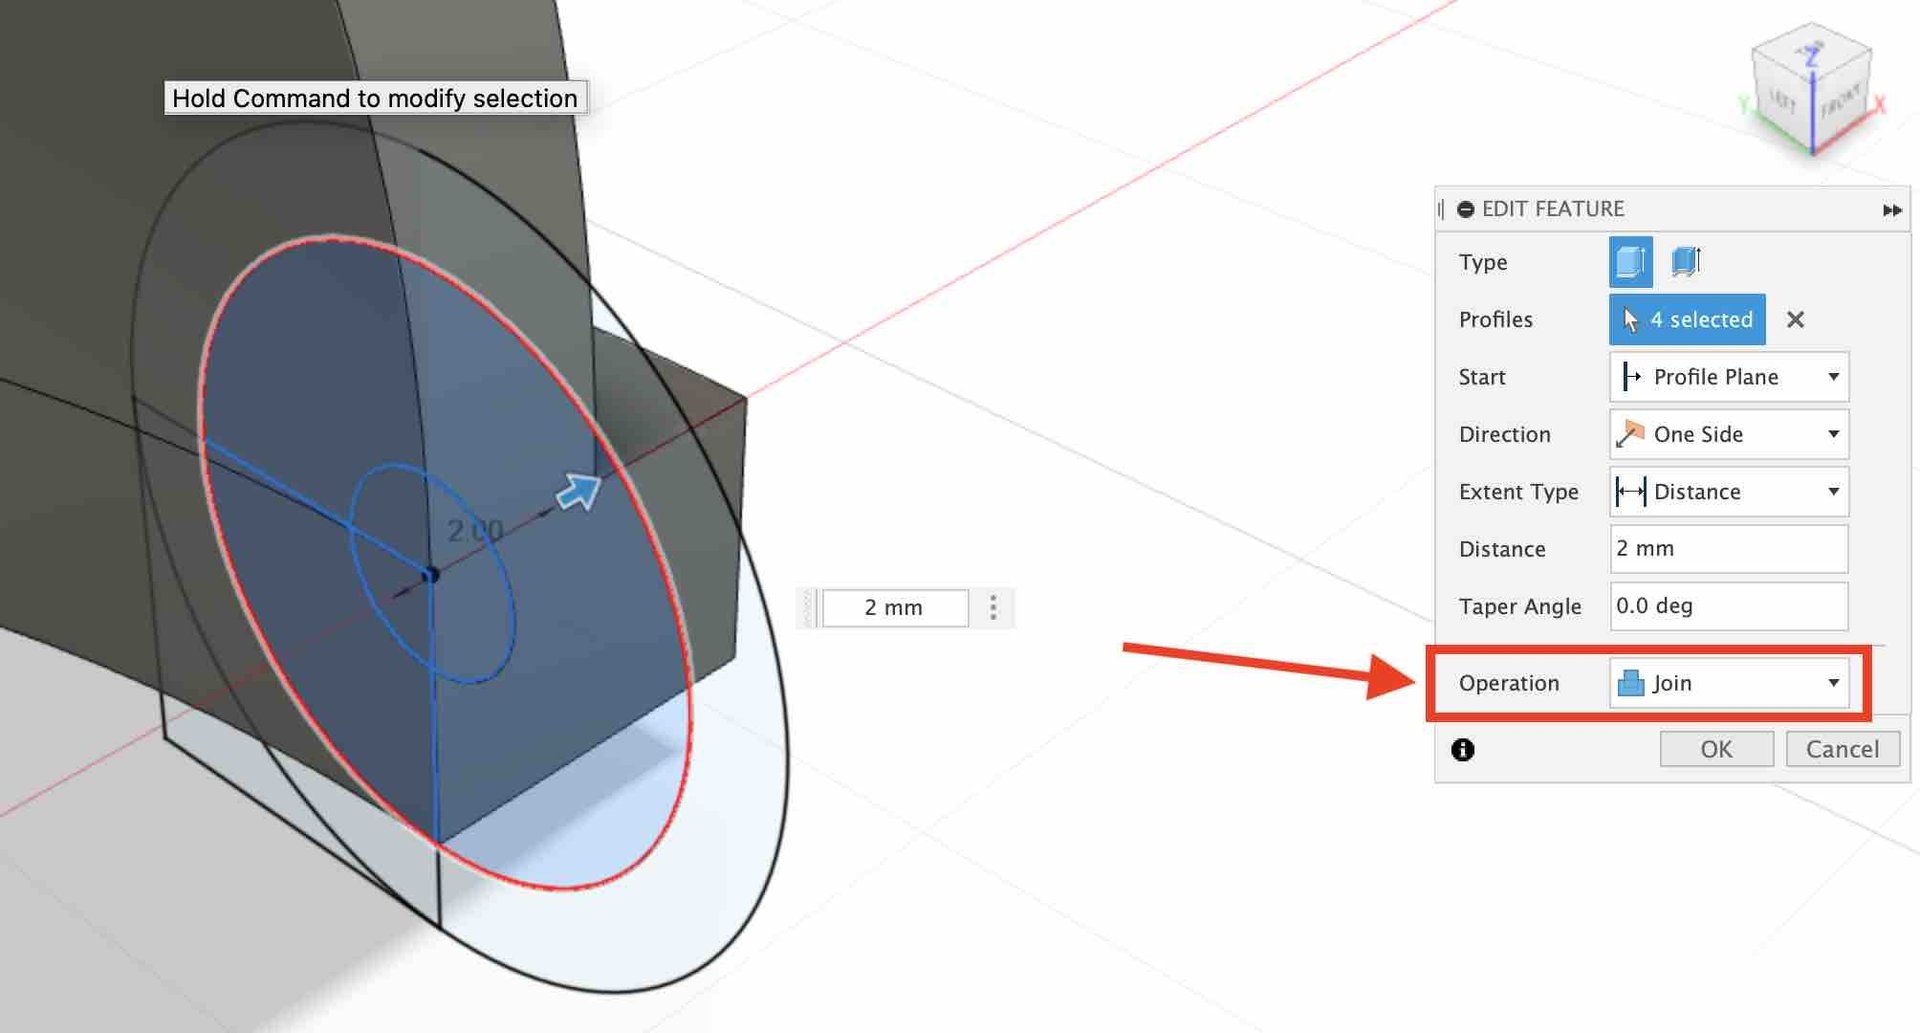 Hold Command to modify selection
Z
LEFT
FRONT
Y
X
EDIT FEATURE
Type
Profiles
4 selected
Start
Profile Plane
Direction
One Side
Extent Type
Distance
2.00
Distance
2 mm
2 mm
Taper Angle
0.0 deg
Operation
Join
OK
Cancel